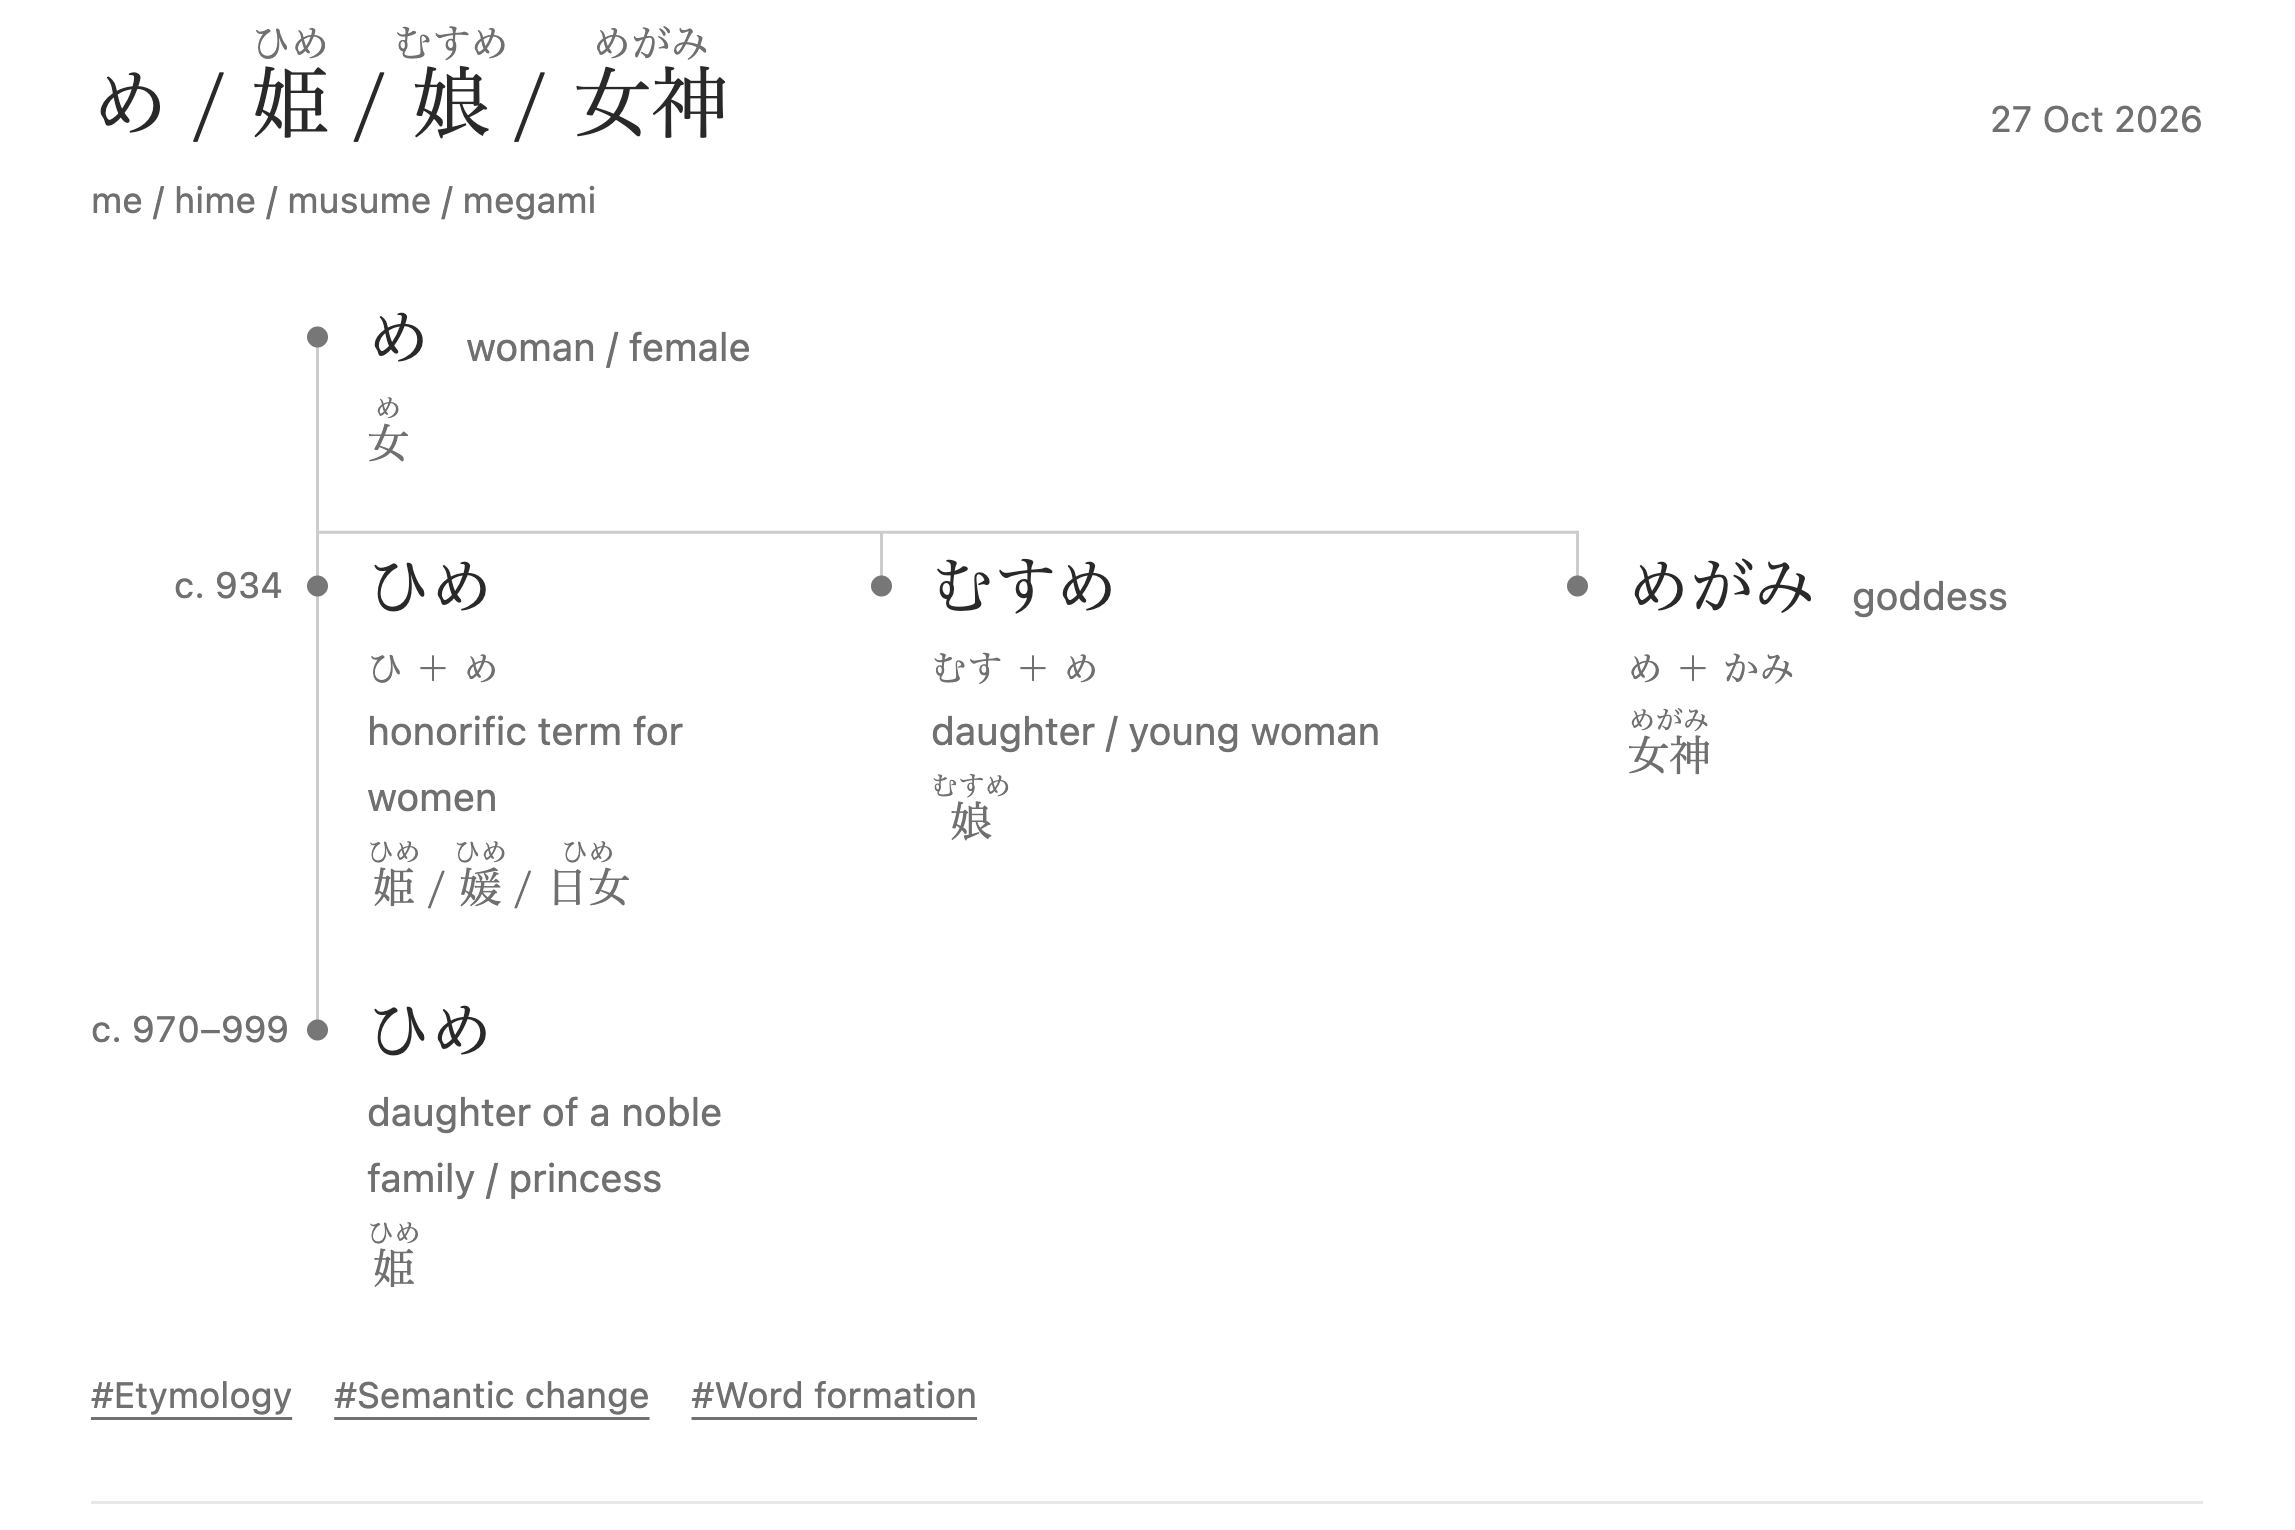 ひめ むすめ めがみ
め / 姫 / 娘 / 女神
27 Oct 2026
me / hime / musume / megami
め woman / female
め
女
c. 934
ひめ
ひ + め
honorific term for
women
ひめ ひめ ひめ
姫 / 媛 / 日女
むすめ
むす + め
daughter / young woman
むすめ
娘
めがみ goddess
め + かみ
めがみ
女神
c. 970–999
ひめ
daughter of a noble
family / princess
ひめ
姫
#Etymology #Semantic change #Word formation